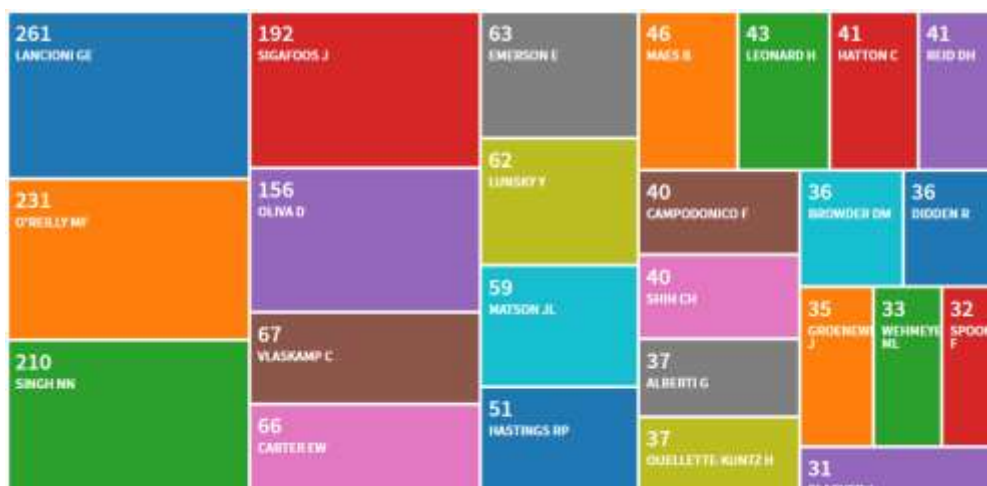 261
LANCIONI GE
231
O'REILLY MF
210
SINGH NN
192
SIGAFOOS J
156
OLIVA D
67
VLASKAMP C
66
CARTER EW
63
EMERSON E
62
LUNSKY Y
59
MATSON JL
51
HASTINGS RP
46
MAES B
43
LEONARD H
41
HATTON C
41
REID DH
40
CAMPODONICO F
40
SHIH CH
37
ALBERTI G
37
OUELLETTE-KUNTZ H
36
BROWDER DM
36
DIDDEN R
35
GROENEW
J
33
WEHMEYE
ML
32
SPOO
F
31